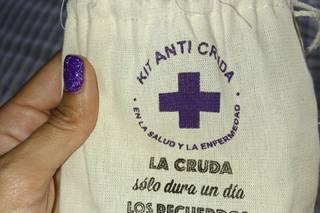 KIT ANTI CRUDA
• EN LA SALUD Y LA ENFERMEDAD •
LA CRUDA
sólo dura un día
LOS RECUERDOS